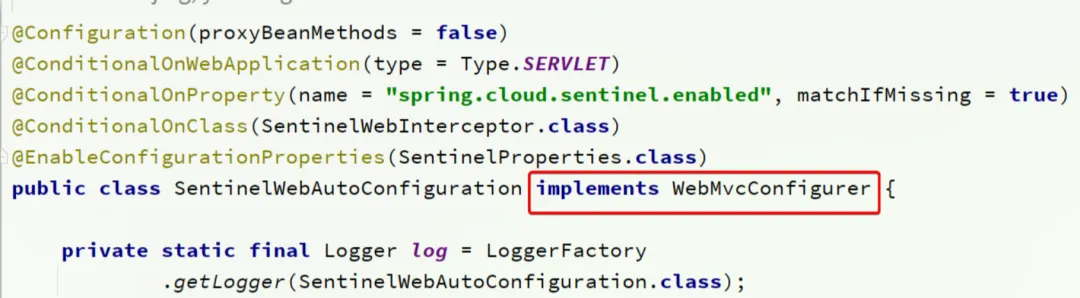 @Configuration(proxyBeanMethods = false)
@ConditionalOnWebApplication(type = Type.SERVLET)
@ConditionalOnProperty(name = "spring.cloud.sentinel.enabled", matchIfMissing = true)
@ConditionalOnClass(SentinelWebInterceptor.class)
@EnableConfigurationProperties(SentinelProperties.class)
public class SentinelWebAutoConfiguration implements WebMvcConfigurer {
private static final Logger log = LoggerFactory
.getLogger(SentinelWebAutoConfiguration.class);